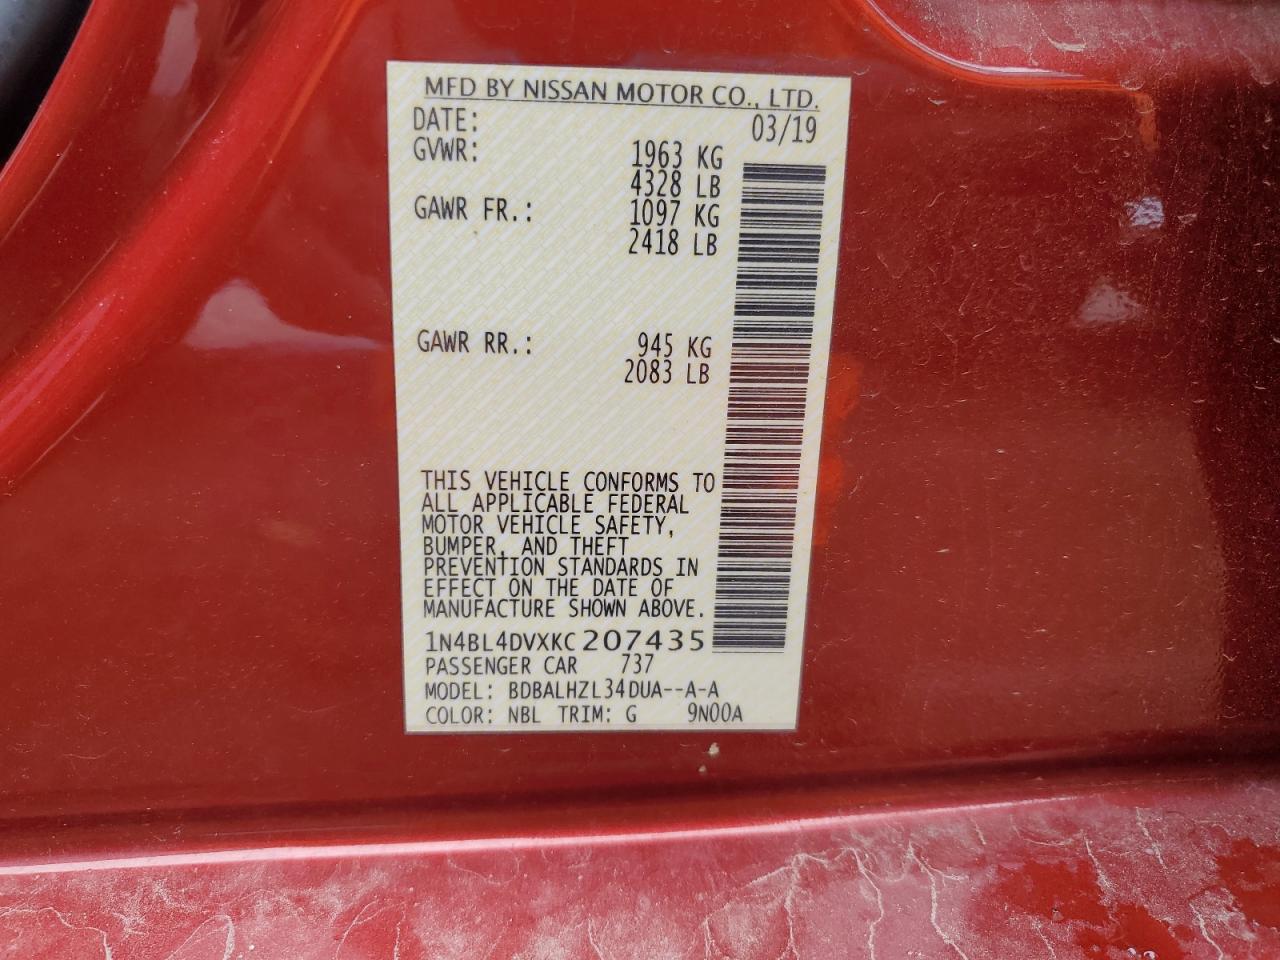 MFD BY NISSAN MOTOR CO., LTD.
DATE: 03/19
GVWR: 1963 KG
4328 LB
GAWR FR.: 1097 KG
2418 LB
GAWR RR.: 945 KG
2083 LB
THIS VEHICLE CONFORMS TO
ALL APPLICABLE FEDERAL
MOTOR VEHICLE SAFETY,
BUMPER, AND THEFT
PREVENTION STANDARDS IN
EFFECT ON THE DATE OF
MANUFACTURE SHOWN ABOVE.
1N4BL4DVXKC207435
PASSENGER CAR 737
MODEL: BDBALHZL34DUA--A-A
COLOR: NBL TRIM: G 9N00A